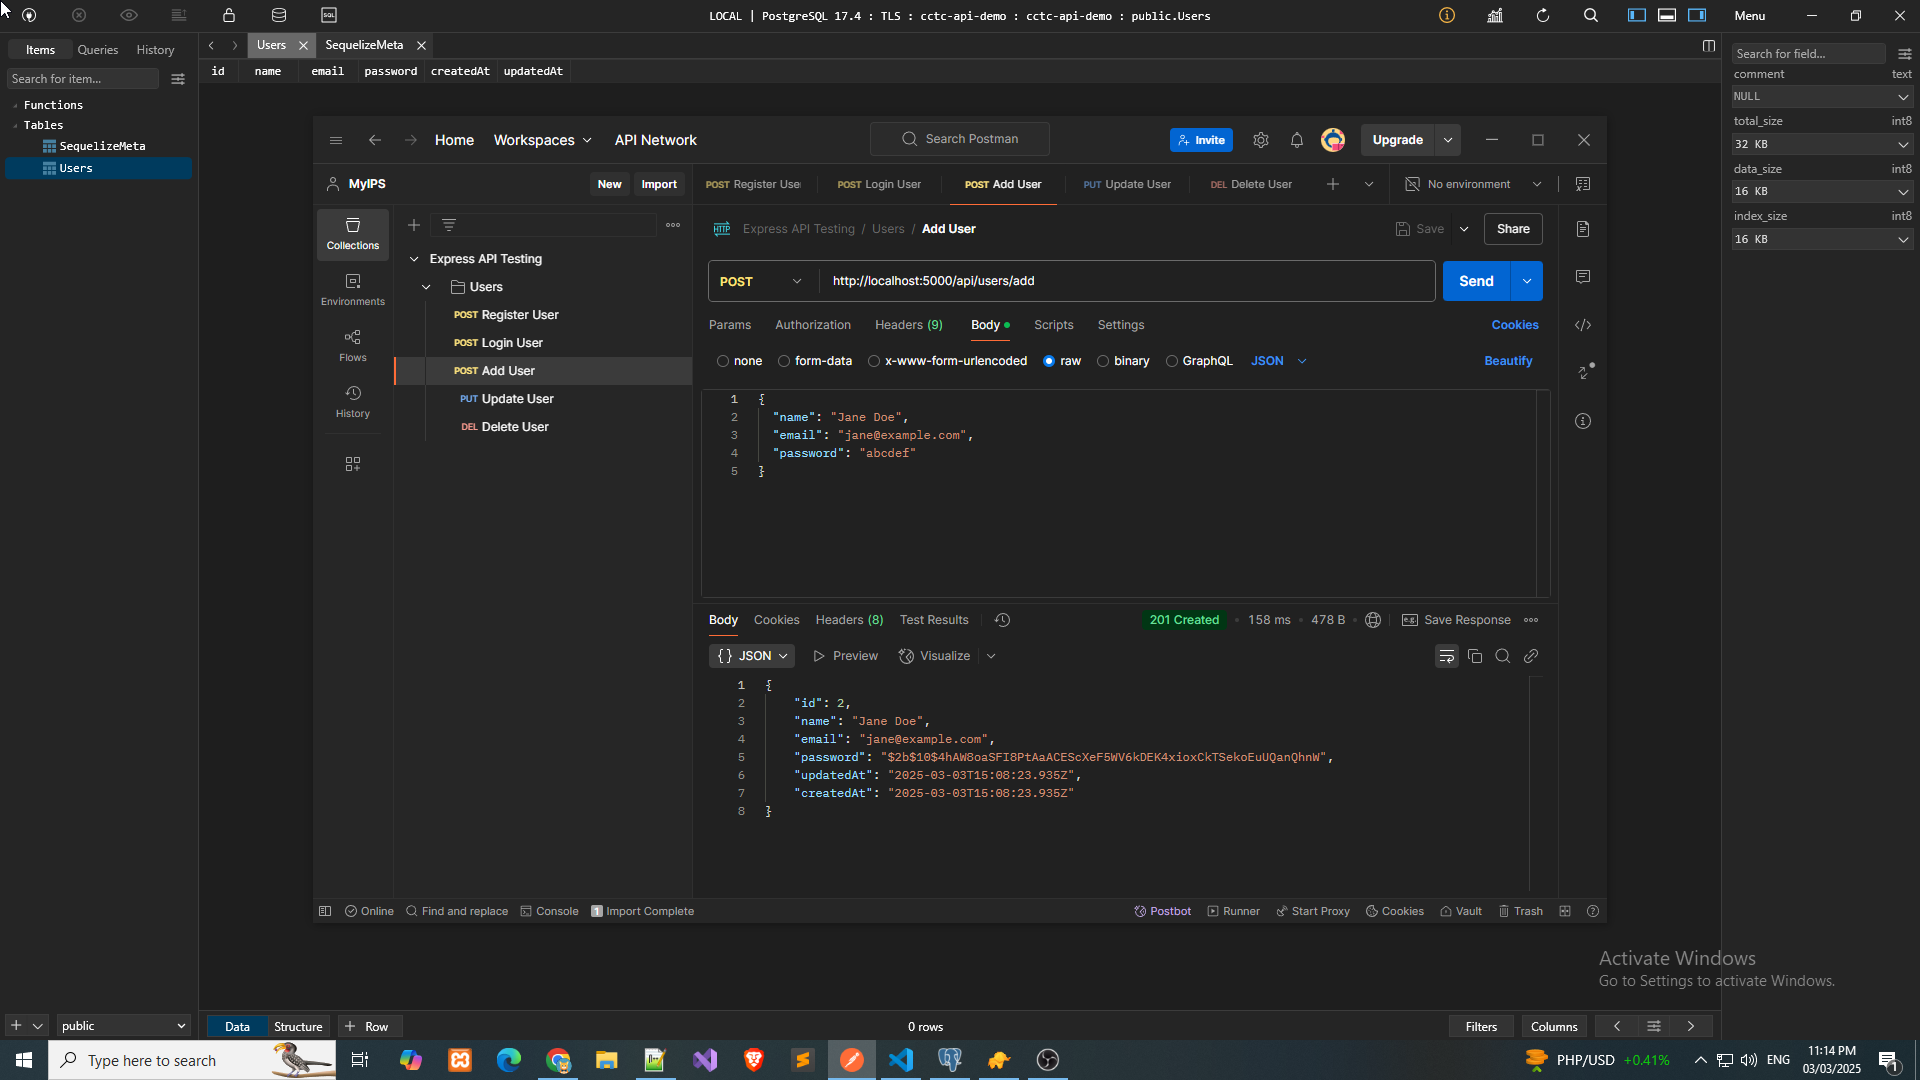 LOCAL | PostgreSQL 17.4 : TLS : cctc-api-demo : cctc-api-demo : public.Users
Menu
Items
Queries
History
Search for item...
Functions
Tables
SequelizeMeta
Users
Users
SequelizeMeta
id
name
email
password
createdAt
updatedAt
Search for field...
comment
text
NULL
total_size
int8
32 KB
data_size
int8
16 KB
index_size
int8
16 KB
Home
Workspaces
API Network
Search Postman
Invite
Upgrade
MyIPS
New
Import
POST Register Use
POST Login User
POST Add User
PUT Update User
DEL Delete User
No environment
Collections
Environments
Flows
History
Express API Testing
Users
POST Register User
POST Login User
POST Add User
PUT Update User
DEL Delete User
HTTP
Express API Testing / Users / Add User
Save
Share
POST
http://localhost:5000/api/users/add
Send
Params
Authorization
Headers (9)
Body
Scripts
Settings
Cookies
none
form-data
x-www-form-urlencoded
raw
binary
GraphQL
JSON
Beautify
1 {
2 "name": "Jane Doe",
3 "email": "jane@example.com",
4 "password": "abcdef"
5 }
Body
Cookies
Headers (8)
Test Results
201 Created
158 ms
478 B
Save Response
{} JSON
Preview
Visualize
1 {
2 "id": 2,
3 "name": "Jane Doe",
4 "email": "jane@example.com",
5 "password": "$2b$10$4hAW8oaSFI8PtAaACEScXeF5WV6kDEK4xioxCkTSekoEuUQanQhnW",
6 "updatedAt": "2025-03-03T15:08:23.935Z",
7 "createdAt": "2025-03-03T15:08:23.935Z"
8 }
Online
Find and replace
Console
1 Import Complete
Postbot
Runner
Start Proxy
Cookies
Vault
Trash
Activate Windows
Go to Settings to activate Windows.
public
Data
Structure
Row
0 rows
Filters
Columns
Type here to search
PHP/USD +0.41%
ENG
11:14 PM
03/03/2025
1